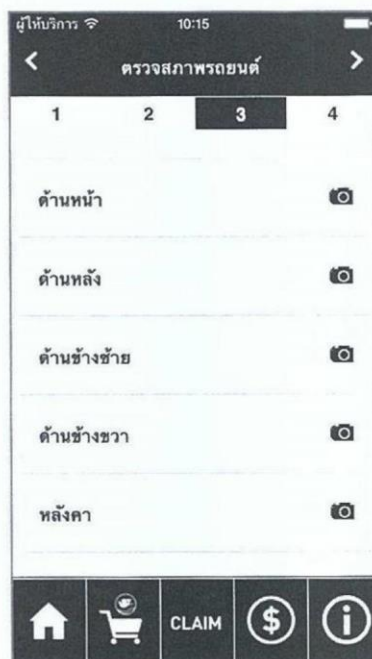 ผู้ให้บริการ 10:15
ตรวจสภาพรถยนต์
1 2 3 4
ด้านหน้า
ด้านหลัง
ด้านข้างซ้าย
ด้านข้างขวา
หลังคา
CLAIM